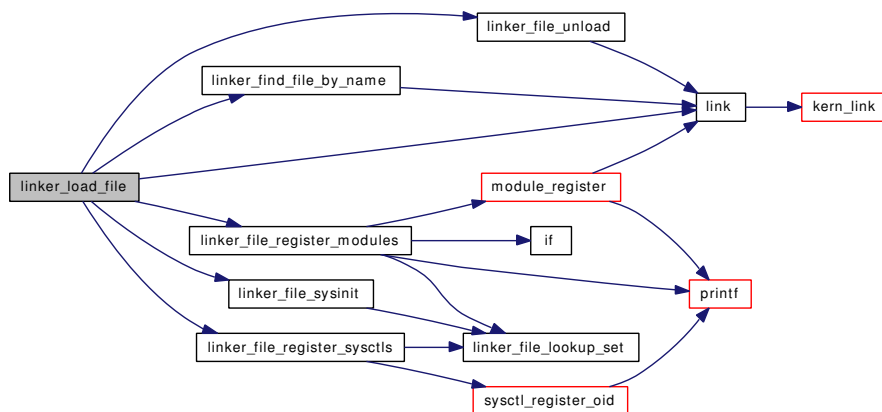 linker_file_unload
linker_find_file_by_name
link
kern_link
linker_load_file
module_register
linker_file_register_modules
if
linker_file_sysinit
printf
linker_file_register_sysctls
linker_file_lookup_set
sysctl_register_oid